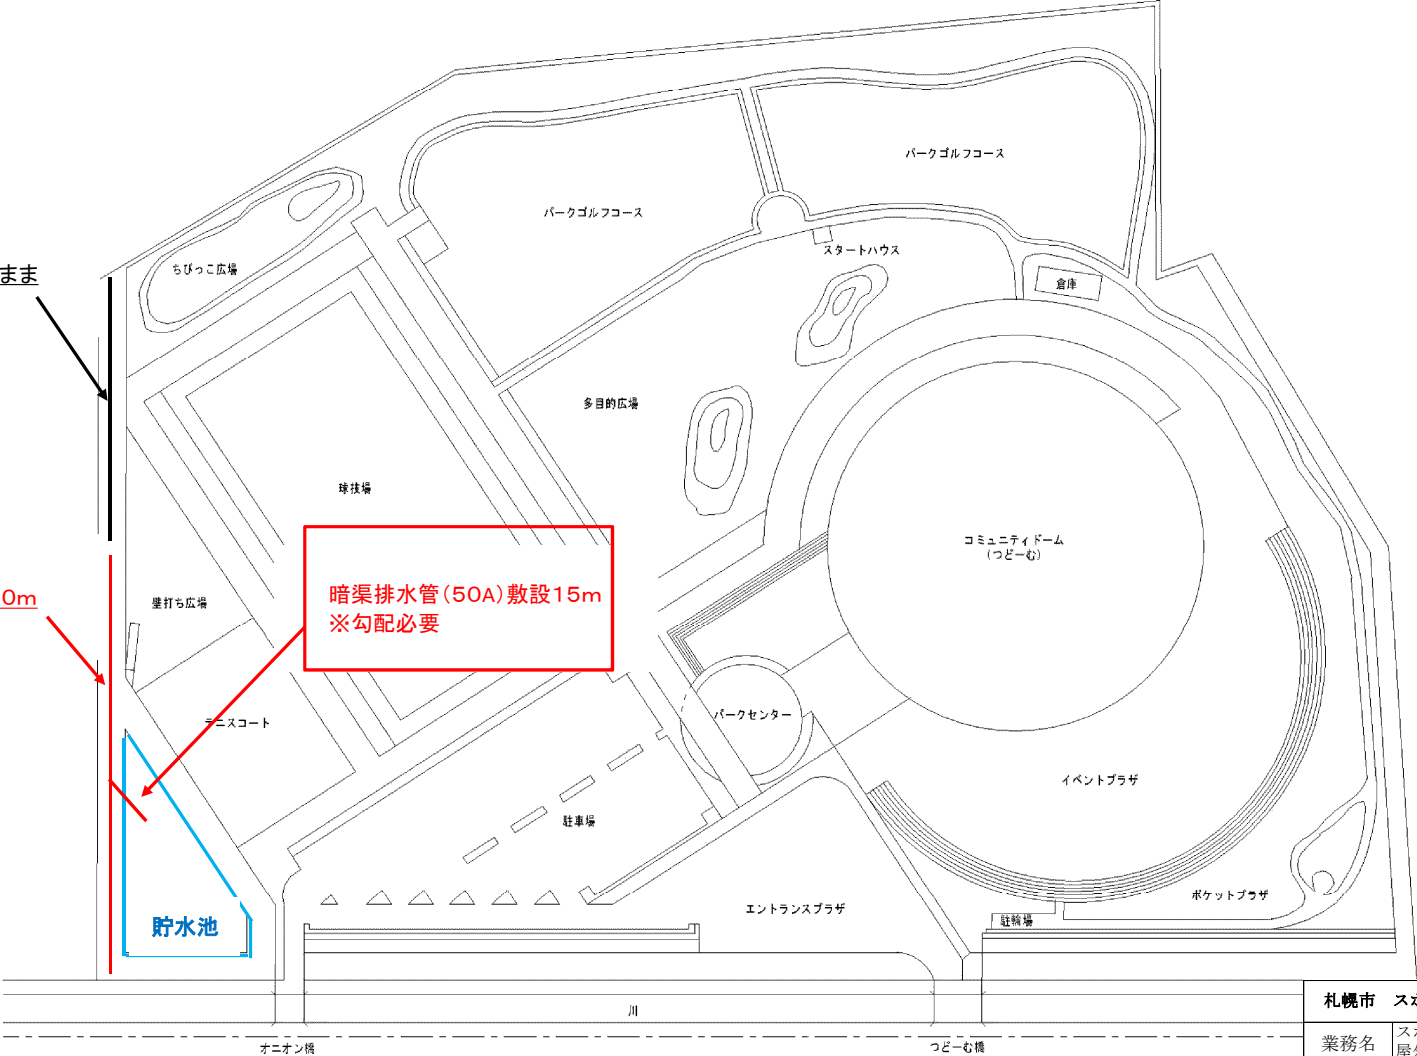 パークゴルフコース
パークゴルフコース
スタートハウス
ちびっこ広場
まま
倉庫
多目的広場
球技場
コミュニティドーム
(つどーむ)
暗渠排水管(50A)敷設15m
※勾配必要
0m
壁打ち広場
テニスコート
パークセンター
イベントプラザ
駐車場
ポケットプラザ
エントランスプラザ
駐輪場
貯水池
川
オニオン橋
つどーむ橋
札幌市 スポ
業務名